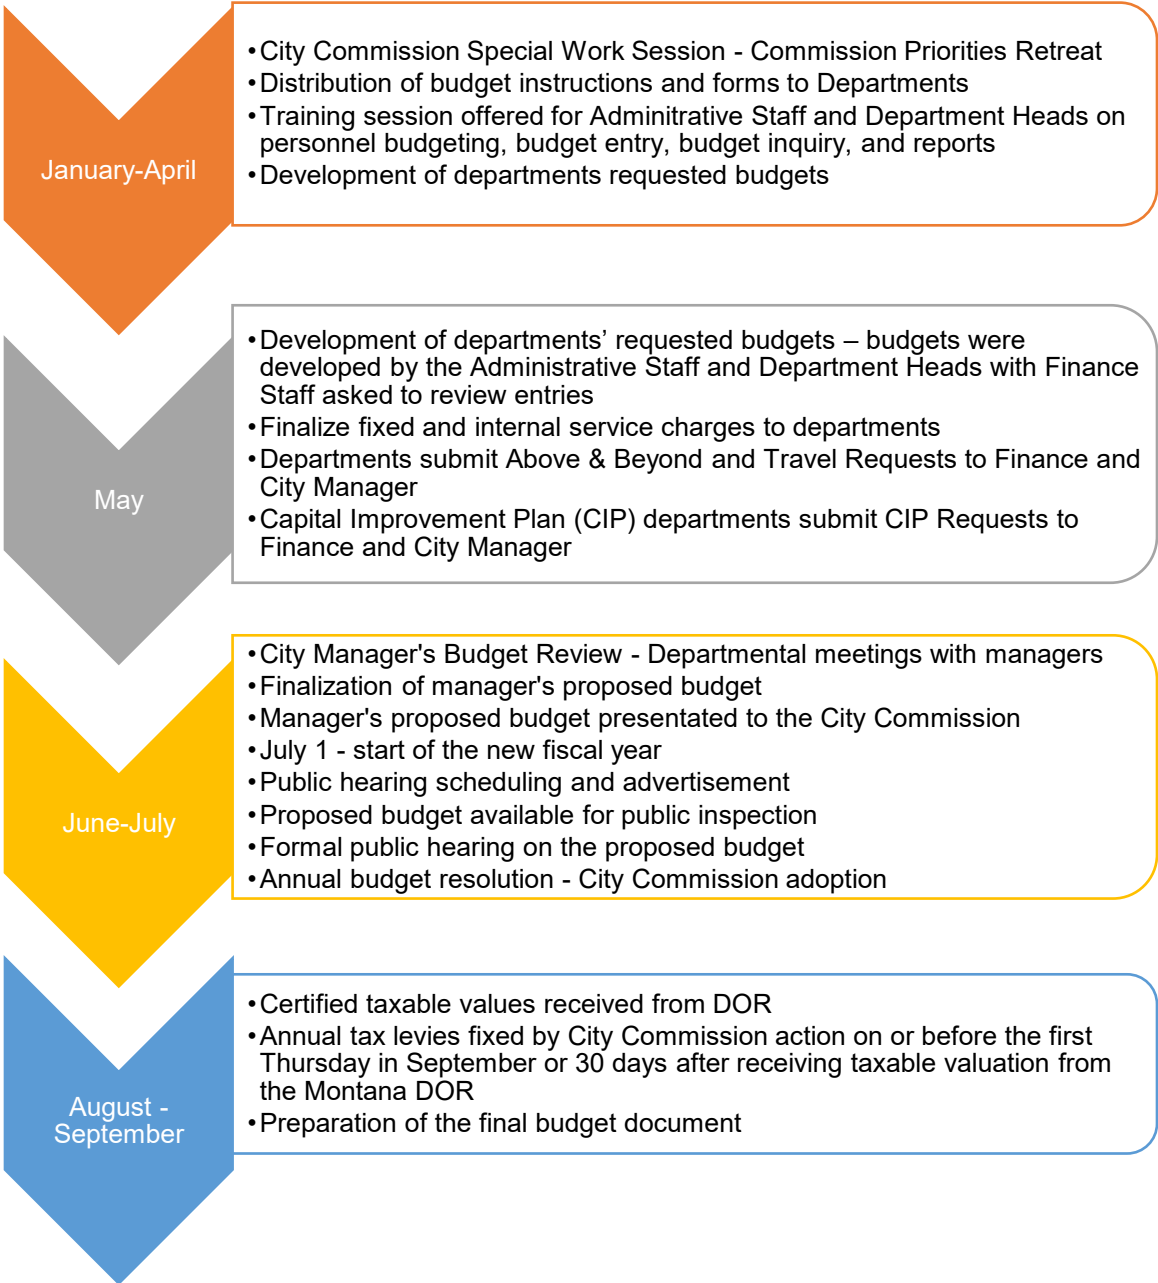 January-April
•City Commission Special Work Session - Commission Priorities Retreat
•Distribution of budget instructions and forms to Departments
•Training session offered for Adminitrative Staff and Department Heads on
personnel budgeting, budget entry, budget inquiry, and reports
•Development of departments requested budgets
May
•Development of departments’ requested budgets – budgets were
developed by the Administrative Staff and Department Heads with Finance
Staff asked to review entries
•Finalize fixed and internal service charges to departments
•Departments submit Above & Beyond and Travel Requests to Finance and
City Manager
•Capital Improvement Plan (CIP) departments submit CIP Requests to
Finance and City Manager
June-July
•City Manager's Budget Review - Departmental meetings with managers
•Finalization of manager's proposed budget
•Manager's proposed budget presentated to the City Commission
•July 1 - start of the new fiscal year
•Public hearing scheduling and advertisement
•Proposed budget available for public inspection
•Formal public hearing on the proposed budget
•Annual budget resolution - City Commission adoption
August -
September
•Certified taxable values received from DOR
•Annual tax levies fixed by City Commission action on or before the first
Thursday in September or 30 days after receiving taxable valuation from
the Montana DOR
•Preparation of the final budget document